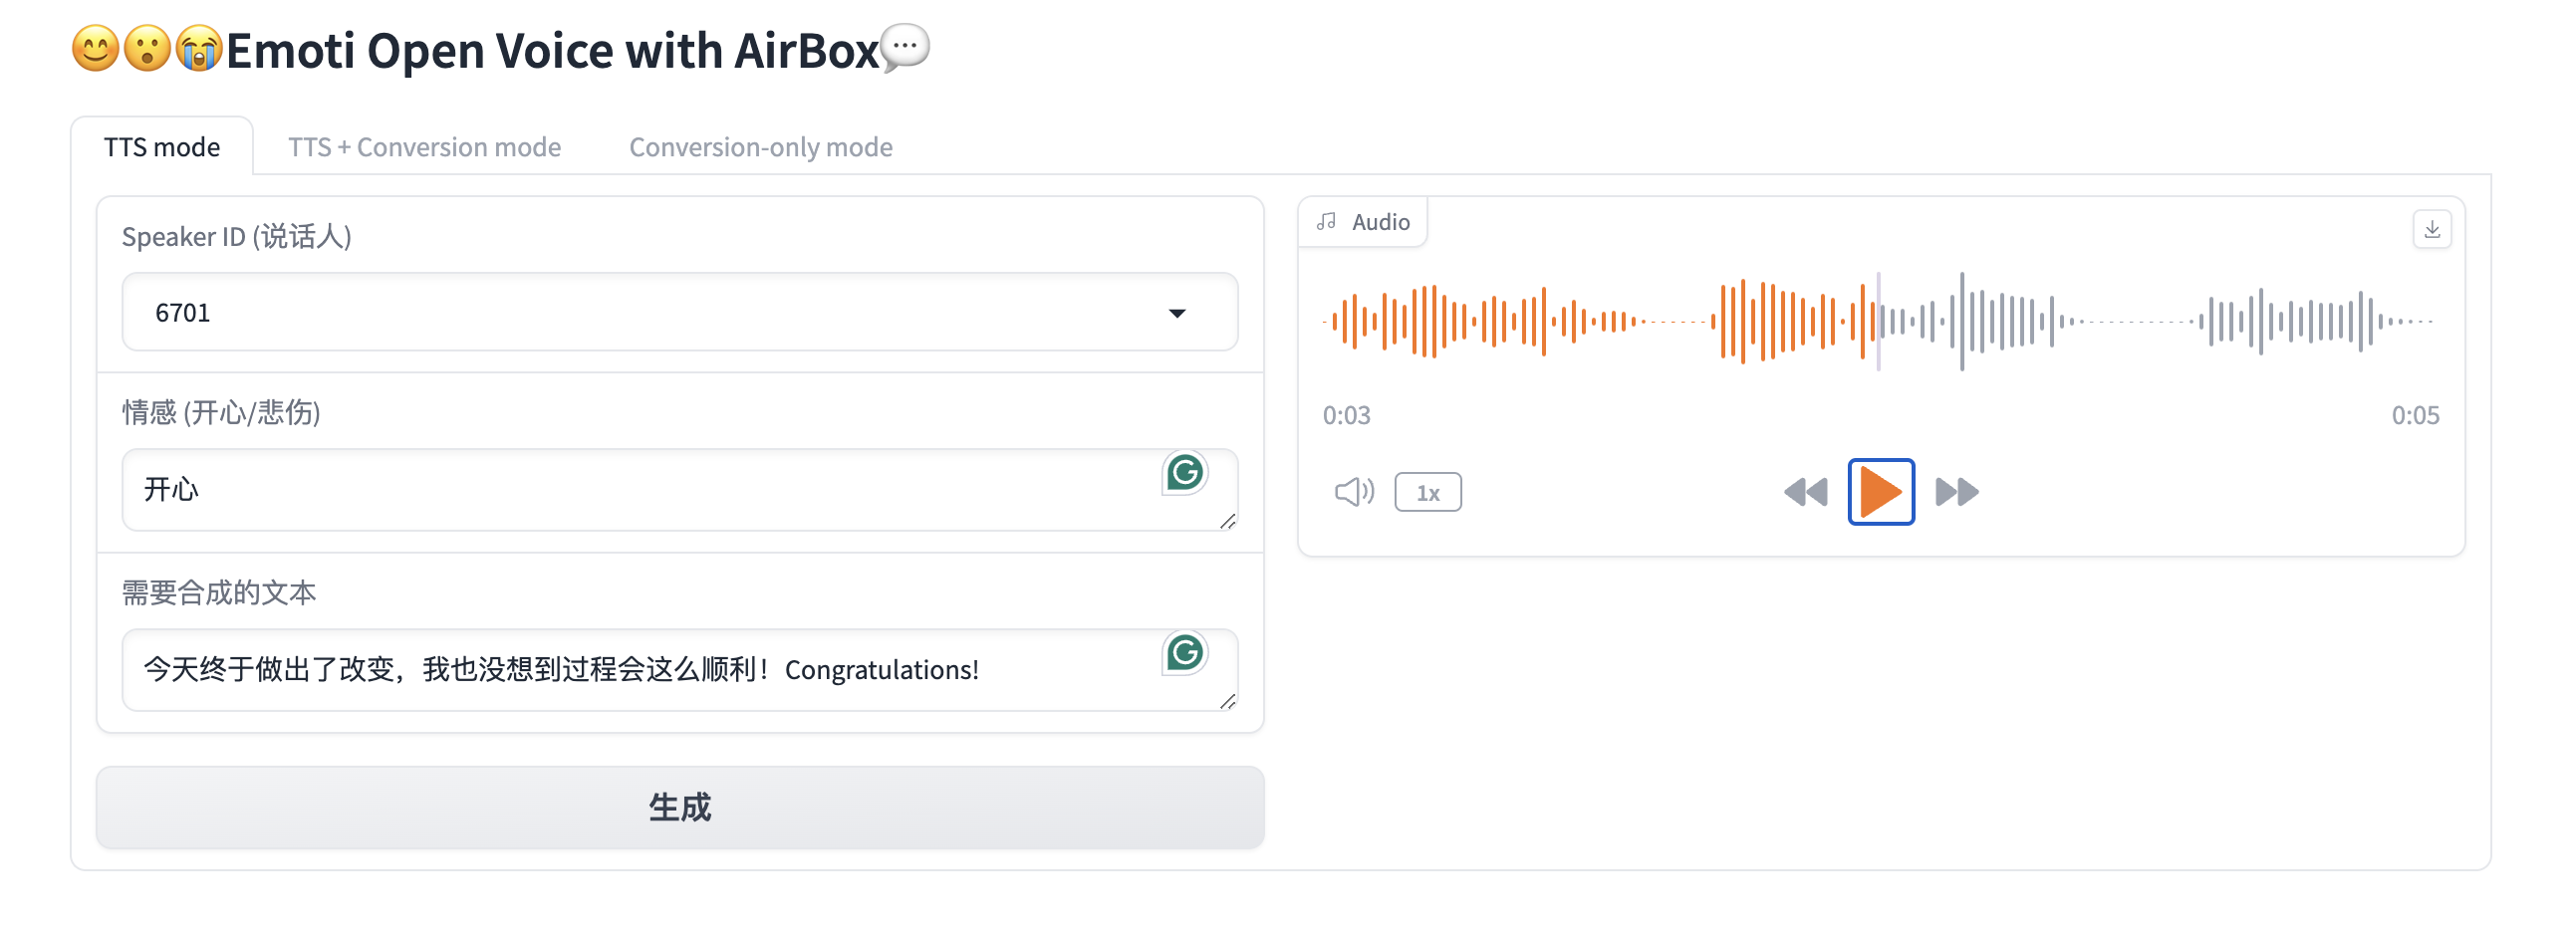 😊😮😭Emoti Open Voice with AirBox💬
TTS mode
TTS + Conversion mode
Conversion-only mode
Speaker ID (说话人)
6701
情感 (开心/悲伤)
开心
需要合成的文本
今天终于做出了改变，我也没想到过程会这么顺利！Congratulations!
生成
Audio
0:03
0:05
1x